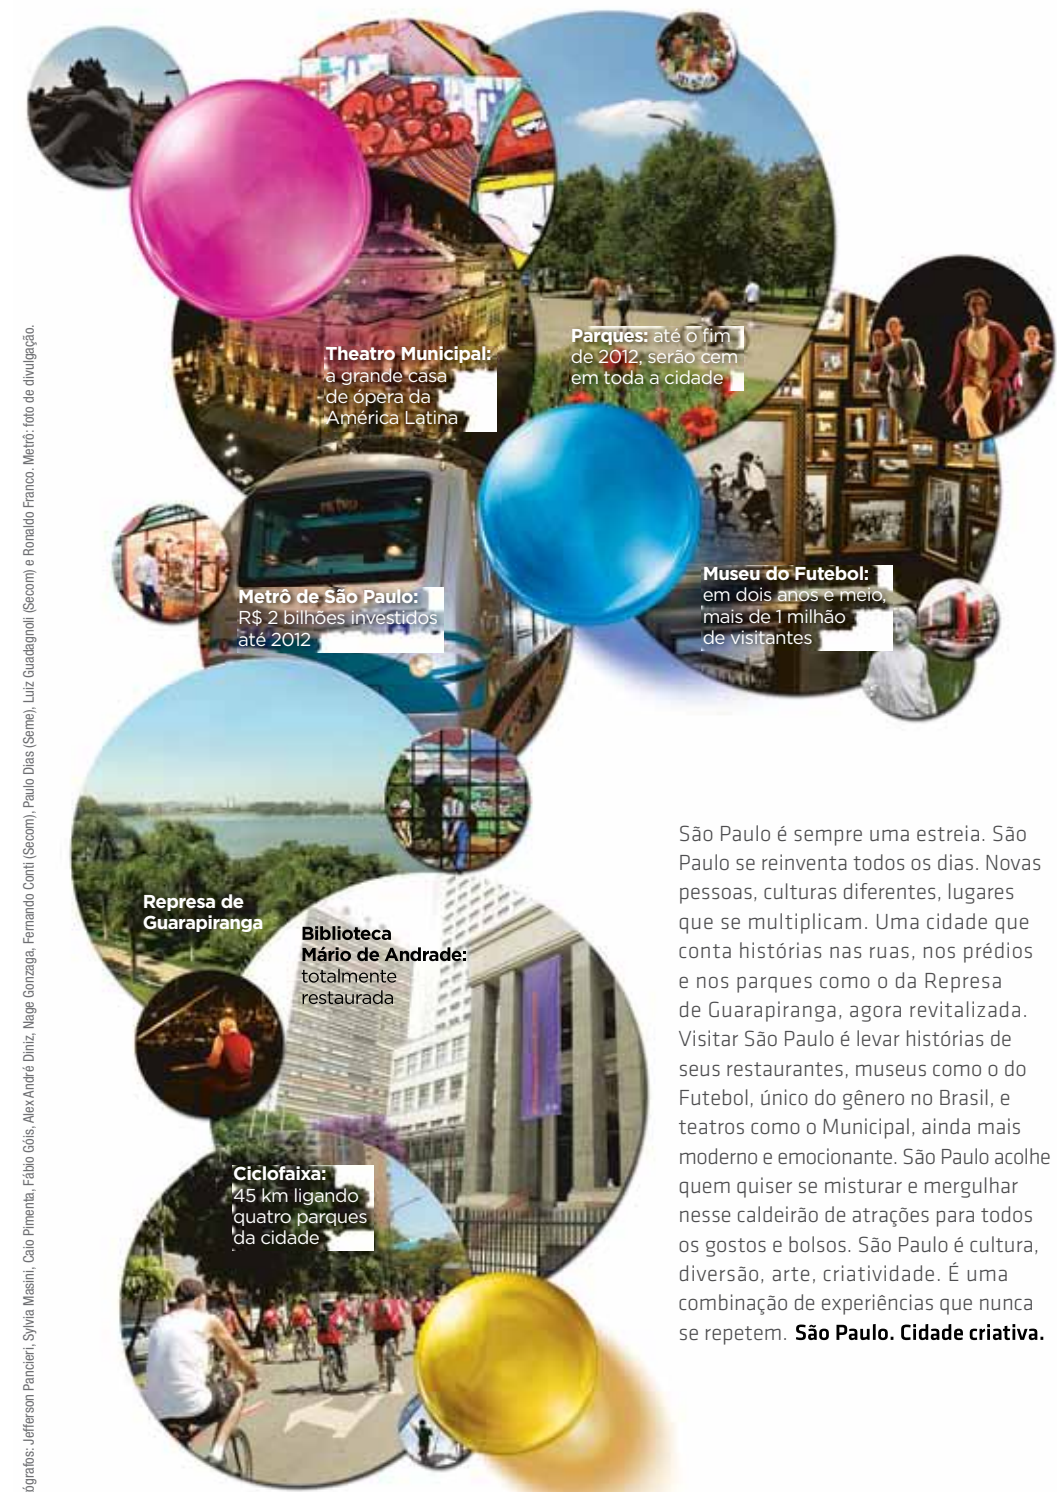 Theatro Municipal:
a grande casa
de ópera da
América Latina
Parques: até o fim
de 2012, serão cem
em toda a cidade
METRÔ
Metrô de São Paulo:
R$ 2 bilhões investidos
até 2012
Museu do Futebol:
em dois anos e meio,
mais de 1 milhão
de visitantes
Represa de
Guarapiranga
Biblioteca
Mário de Andrade:
totalmente
restaurada
Ciclofaixa:
45 km ligando
quatro parques
da cidade
São Paulo é sempre uma estreia. São
Paulo se reinventa todos os dias. Novas
pessoas, culturas diferentes, lugares
que se multiplicam. Uma cidade que
conta histórias nas ruas, nos prédios
e nos parques como o da Represa
de Guarapiranga, agora revitalizada.
Visitar São Paulo é levar histórias de
seus restaurantes, museus como o do
Futebol, único do gênero no Brasil, e
teatros como o Municipal, ainda mais
moderno e emocionante. São Paulo acolhe
quem quiser se misturar e mergulhar
nesse caldeirão de atrações para todos
os gostos e bolsos. São Paulo é cultura,
diversão, arte, criatividade. É uma
combinação de experiências que nunca
se repetem. São Paulo. Cidade criativa.
ógrafos: Jefferson Pancieri, Sylvia Masini, Caio Pimenta, Fábio Góis, Alex André Diniz, Nage Gonzaga, Fernando Conti (Secom), Paulo Dias (Seme), Luiz Guadagnoli (Secom) e Ronaldo Franco. Metrô: foto de divulgação.